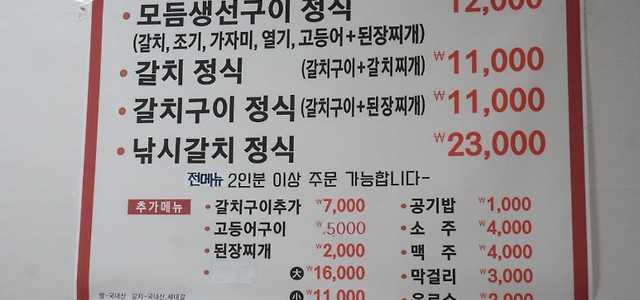 • 모듬생선구이 정식 12,000
(갈치, 조기, 가자미, 열기, 고등어+된장찌개)
• 갈치 정식 (갈치구이+갈치찌개) ₩11,000
• 갈치구이 정식 (갈치구이+된장찌개) ₩11,000
• 낚시갈치 정식 ₩23,000
전메뉴 2인분 이상 주문 가능합니다-
추가메뉴 • 갈치구이추가 ₩7,000 • 공기밥 ₩1,000
• 고등어구이 ₩5000 • 소 주 ₩4,000
• 된장찌개 ₩2,000 • 맥 주 ₩4,000
大 ₩16,000 • 막걸리 ₩3,000
小 ₩11,000 • 음료수
쌀-국내산 갈치-국내산,세네갈